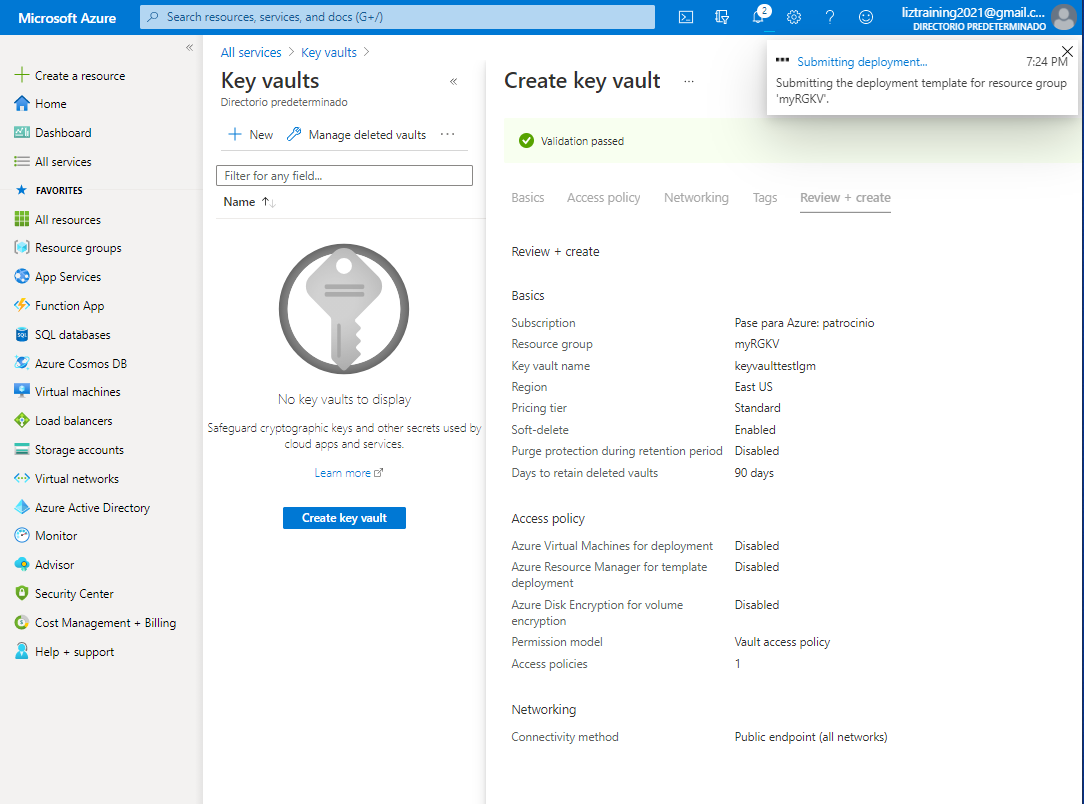 Microsoft Azure
Search resources, services, and docs (G+/)
2
liztraining2021@gmail.c...
DIRECTORIO PREDETERMINADO
Submitting deployment...
7:24 PM
Submitting the deployment template for resource group
'myRGKV'.
«
Create a resource
Home
Dashboard
All services
FAVORITES
All resources
Resource groups
App Services
Function App
SQL databases
Azure Cosmos DB
Virtual machines
Load balancers
Storage accounts
Virtual networks
Azure Active Directory
Monitor
Advisor
Security Center
Cost Management + Billing
Help + support
All services > Key vaults >
Key vaults
«
Directorio predeterminado
New
Manage deleted vaults
...
Filter for any field...
Name ↑↓
No key vaults to display
Safeguard cryptographic keys and other secrets used by
cloud apps and services.
Learn more
Create key vault
Create key vault ...
Validation passed
Basics Access policy Networking Tags Review + create
Review + create
Basics
Subscription Pase para Azure: patrocinio
Resource group myRGKV
Key vault name keyvaulttestlgm
Region East US
Pricing tier Standard
Soft-delete Enabled
Purge protection during retention period Disabled
Days to retain deleted vaults 90 days
Access policy
Azure Virtual Machines for deployment Disabled
Azure Resource Manager for template Disabled
deployment
Azure Disk Encryption for volume Disabled
encryption
Permission model Vault access policy
Access policies 1
Networking
Connectivity method Public endpoint (all networks)